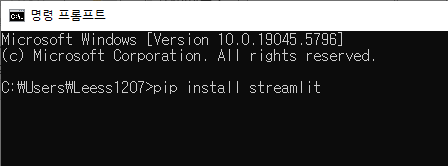 명령 프롬프트
Microsoft Windows [Version 10.0.19045.5796]
(c) Microsoft Corporation. All rights reserved.
C:₩Users₩Leess1207>pip install streamlit